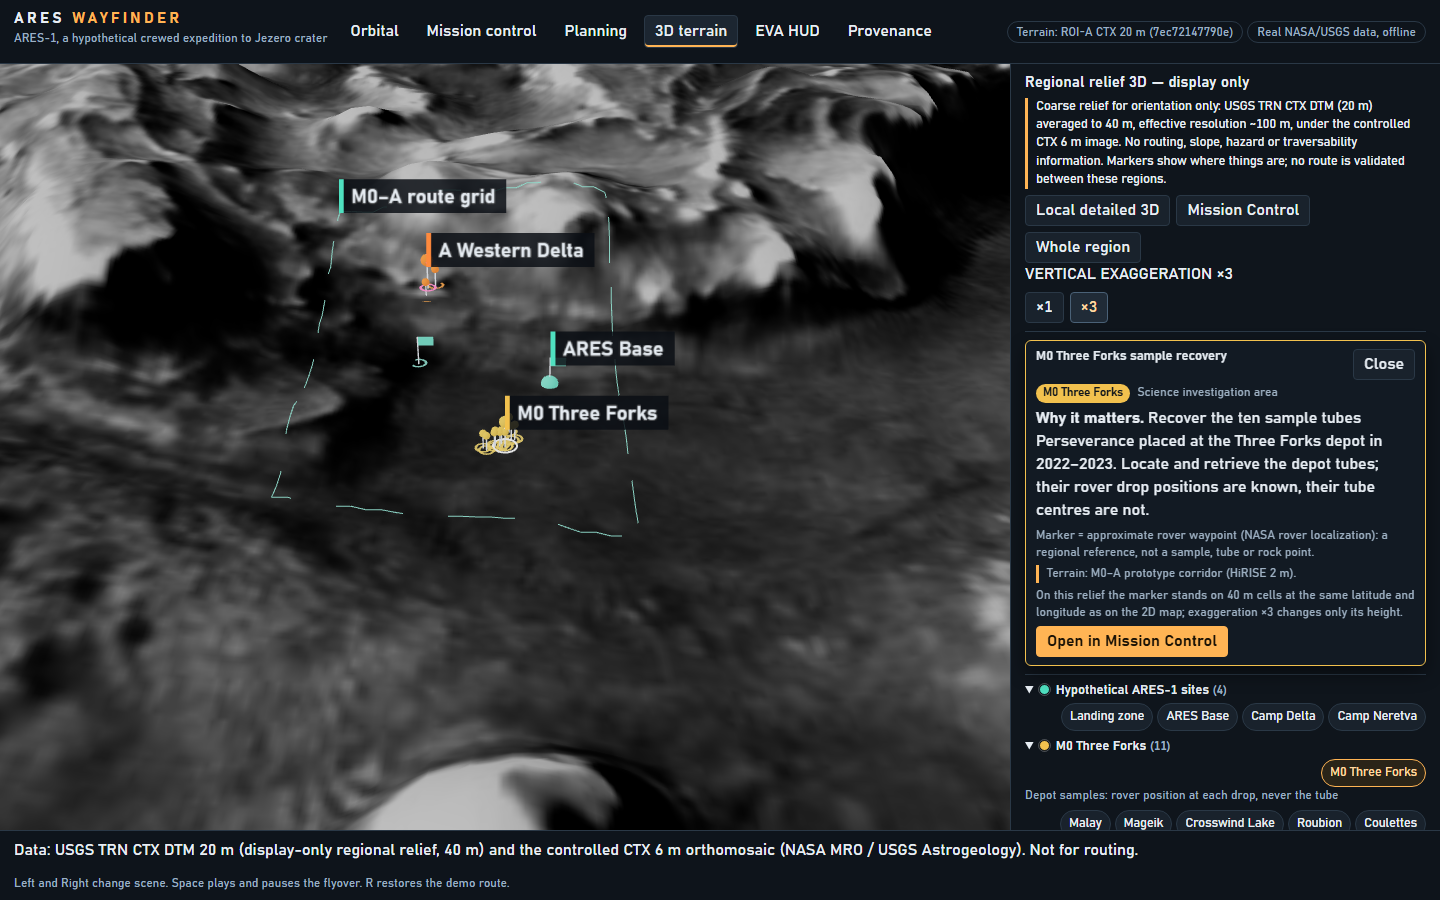 ARES WAYFINDER
ARES-1, a hypothetical crewed expedition to Jezero crater
Orbital
Mission control
Planning
3D terrain
EVA HUD
Provenance
Terrain: ROI-A CTX 20 m (7ec72147790e)
Real NASA/USGS data, offline
M0-A route grid
A Western Delta
ARES Base
M0 Three Forks
Regional relief 3D — display only
Coarse relief for orientation only: USGS TRN CTX DTM (20 m)
averaged to 40 m, effective resolution ~100 m, under the controlled
CTX 6 m image. No routing, slope, hazard or traversability
information. Markers show where things are; no route is validated
between these regions.
Local detailed 3D
Mission Control
Whole region
VERTICAL EXAGGERATION ×3
×1
×3
M0 Three Forks sample recovery
Close
M0 Three Forks
Science investigation area
Why it matters. Recover the ten sample tubes
Perseverance placed at the Three Forks depot in
2022–2023. Locate and retrieve the depot tubes;
their rover drop positions are known, their tube
centres are not.
Marker = approximate rover waypoint (NASA rover localization): a
regional reference, not a sample, tube or rock point.
Terrain: M0-A prototype corridor (HiRISE 2 m).
On this relief the marker stands on 40 m cells at the same latitude and
longitude as on the 2D map; exaggeration ×3 changes only its height.
Open in Mission Control
▼ Hypothetical ARES-1 sites (4)
Landing zone
ARES Base
Camp Delta
Camp Neretva
▼ M0 Three Forks (11)
M0 Three Forks
Depot samples: rover position at each drop, never the tube
Malay
Mageik
Crosswind Lake
Roubion
Coulettes
Data: USGS TRN CTX DTM 20 m (display-only regional relief, 40 m) and the controlled CTX 6 m orthomosaic (NASA MRO / USGS Astrogeology). Not for routing.
Left and Right change scene. Space plays and pauses the flyover. R restores the demo route.